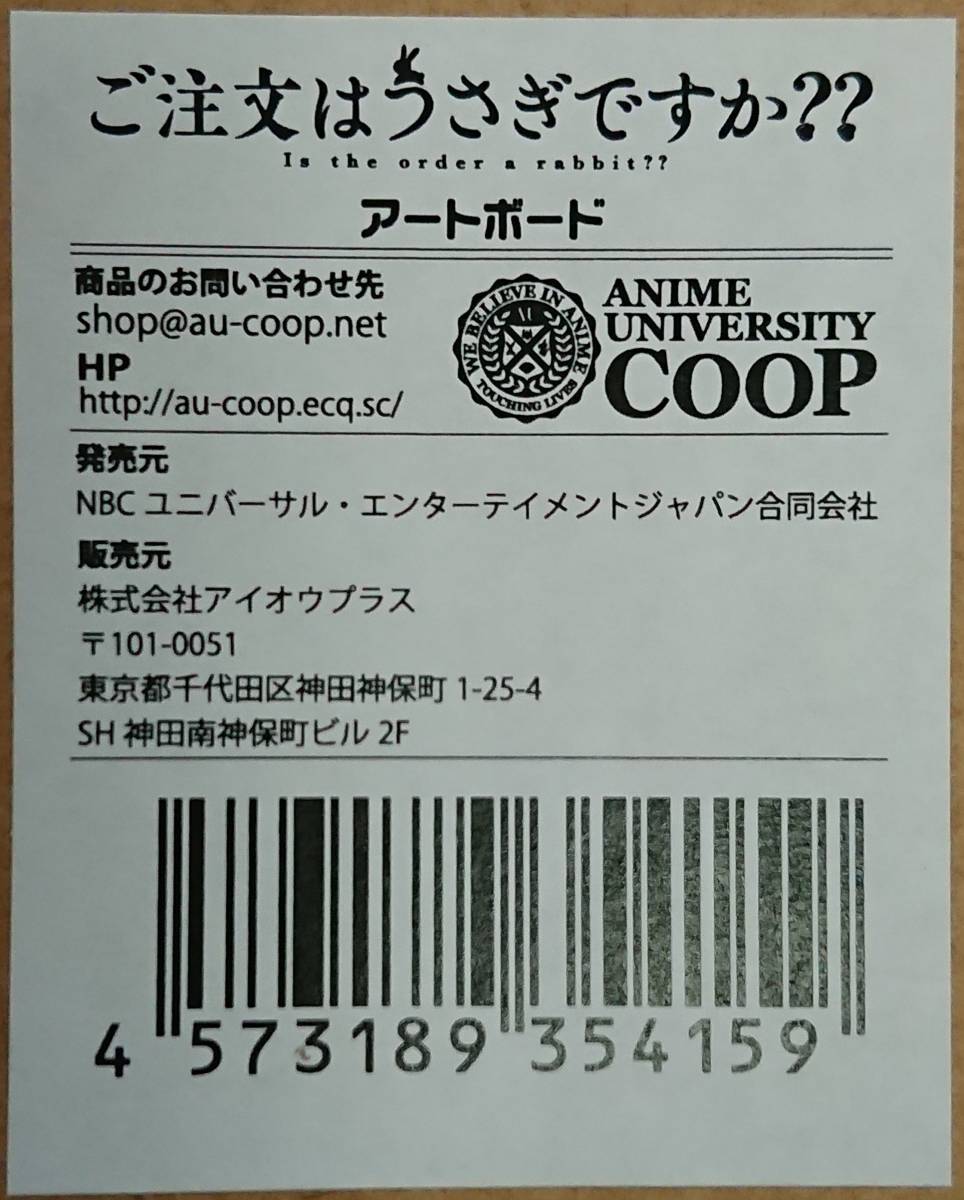 ご注文はうさぎですか??
Is the order a rabbit??
アートボード
商品のお問い合わせ先
shop@au-coop.net
HP
http://au-coop.ecq.sc/
WE BELIEVE IN ANIME
TOUCHING LIVES
ANIME
UNIVERSITY
COOP
発売元
NBC ユニバーサル・エンターテイメントジャパン合同会社
販売元
株式会社アイオウプラス
〒101-0051
東京都千代田区神田神保町 1-25-4
SH 神田南神保町ビル 2F
4 573189 354159